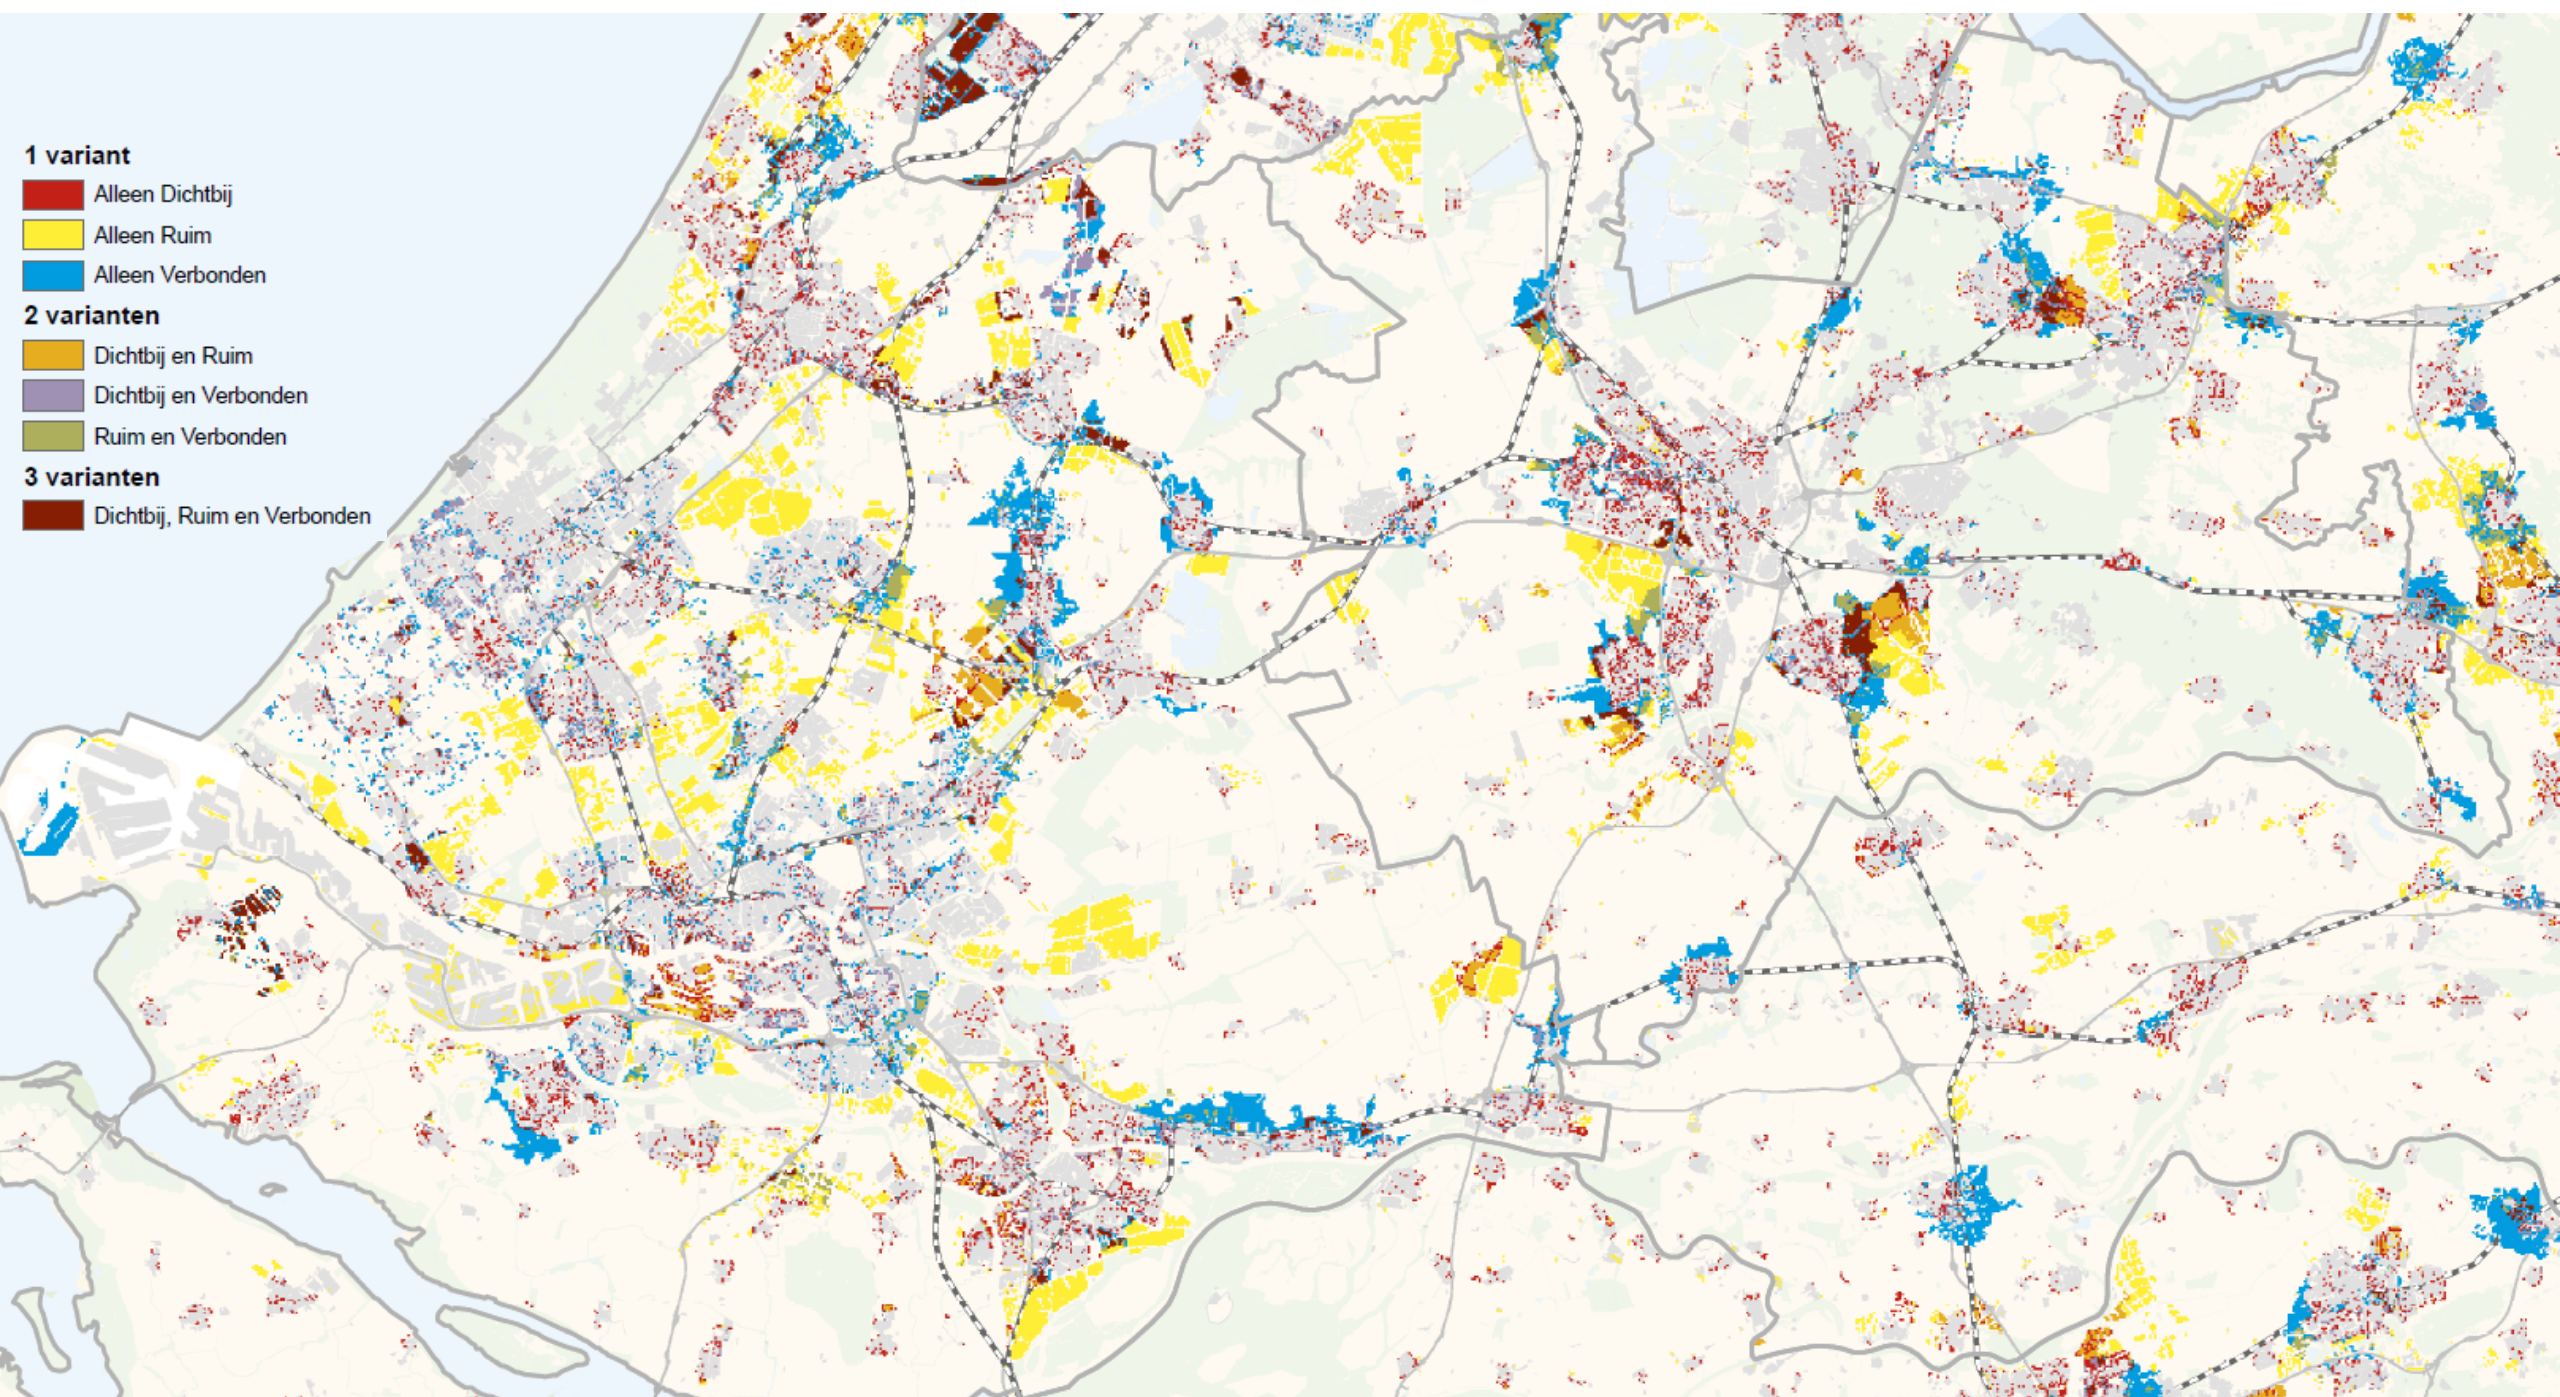 1 variant
Alleen Dichtbij
Alleen Ruim
Alleen Verbonden
2 varianten
Dichtbij en Ruim
Dichtbij en Verbonden
Ruim en Verbonden
3 varianten
Dichtbij, Ruim en Verbonden